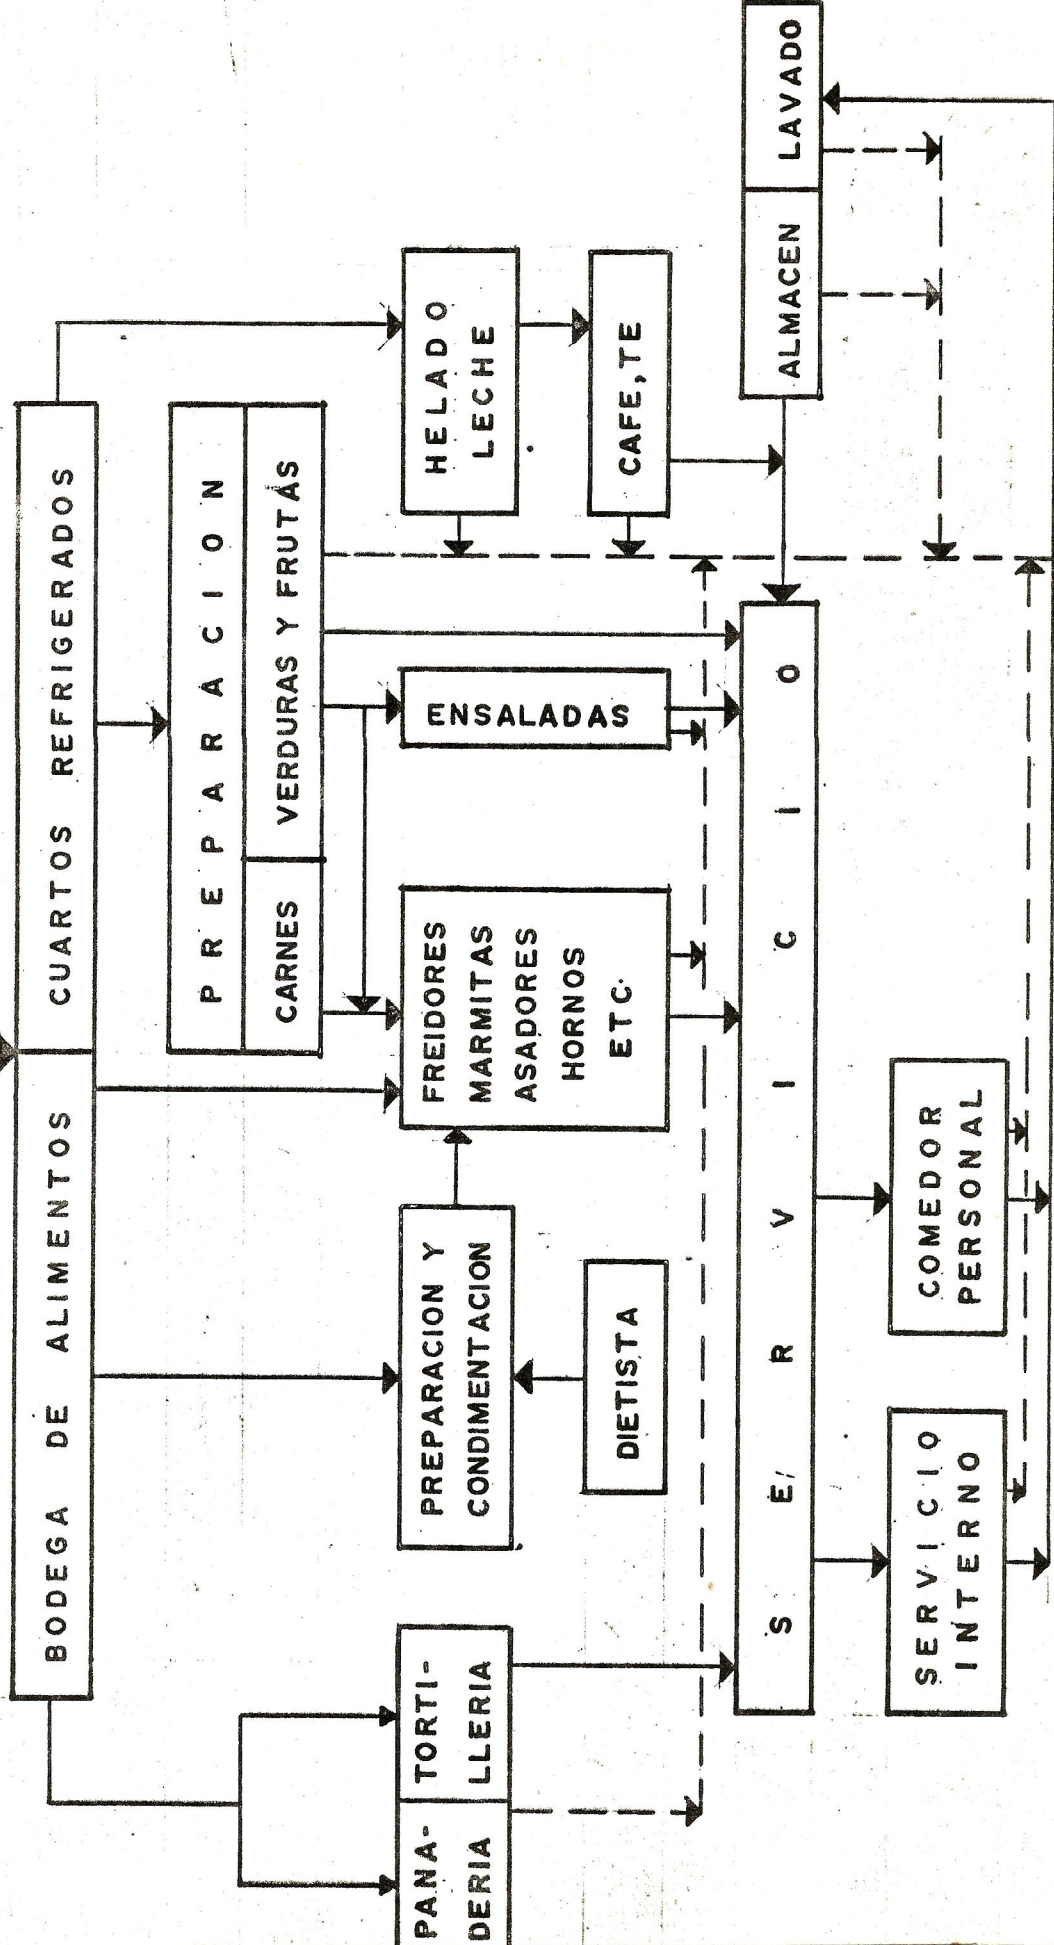 BODEGA DE ALIMENTOS
CUARTOS REFRIGERADOS
PREPARACION
CARNES
VERDURAS Y FRUTAS
PANA-
DERIA
TORTI-
LLERIA
PREPARACION Y
CONDIMENTACION
DIETISTA
FREIDORES
MARMITAS
ASADORES
HORNOS
ETC.
ENSALADAS
HELADO
LECHE
CAFE, TE
SERVICIO
ALMACEN
LAVADO
SERVICIO
INTERNO
COMEDOR
PERSONAL